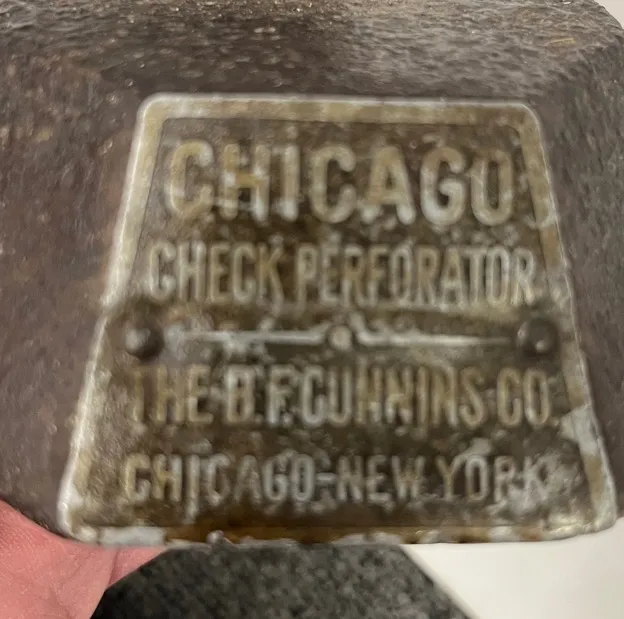 CHICAGO
CHECK PERFORATOR
THE B.F. CUMMINS CO.
CHICAGO-NEW YORK